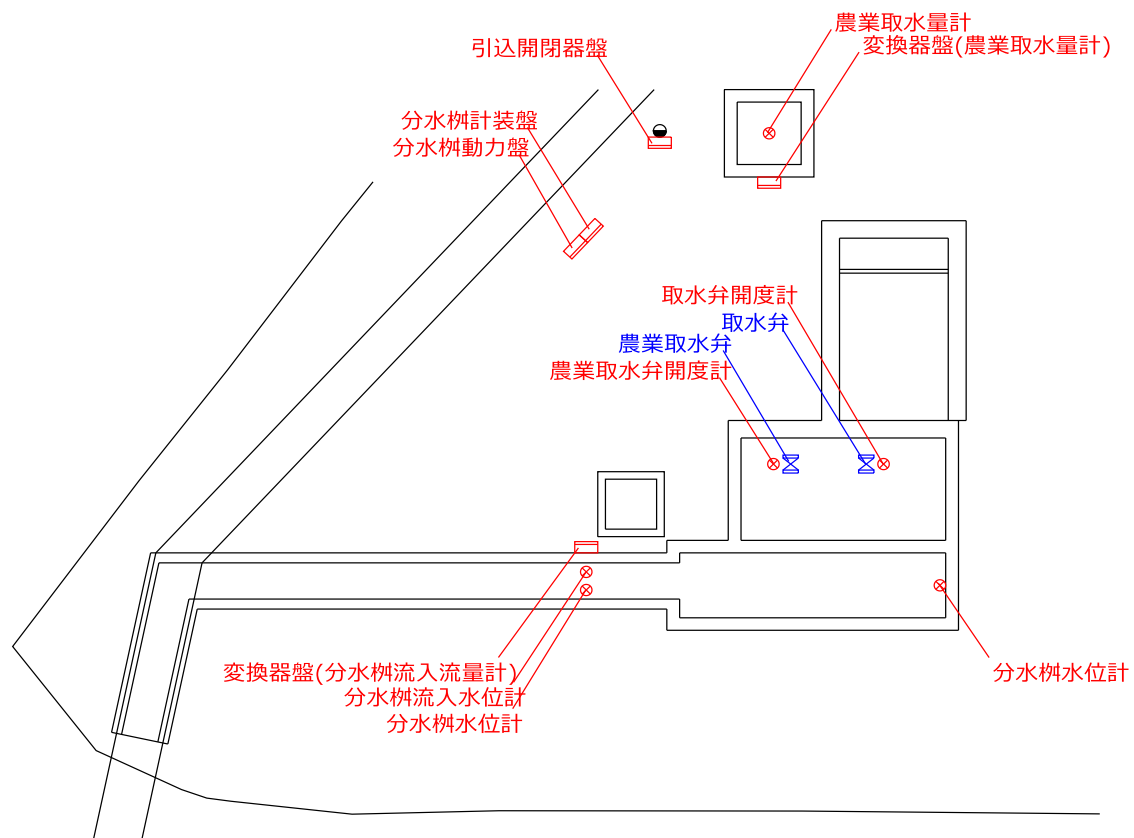 農業取水量計
変換器盤(農業取水量計)
引込開閉器盤
分水桝計装盤
分水桝動力盤
取水弁開度計
取水弁
農業取水弁
農業取水弁開度計
変換器盤(分水桝流入流量計)
分水桝流入水位計
分水桝水位計
分水桝水位計